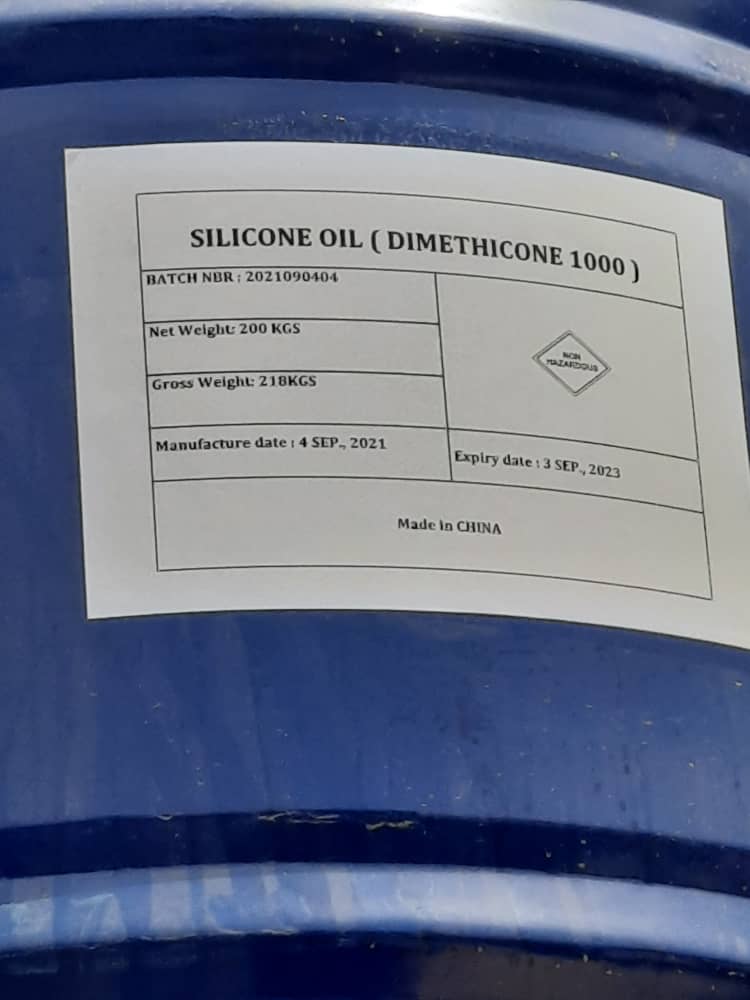 SILICONE OIL ( DIMETHICONE 1000 )
BATCH NBR : 2021090404
Net Weight: 200 KGS
NON
HAZARDOUS
Gross Weight: 218KGS
Manufacture date : 4 SEP., 2021
Expiry date : 3 SEP., 2023
Made in CHINA